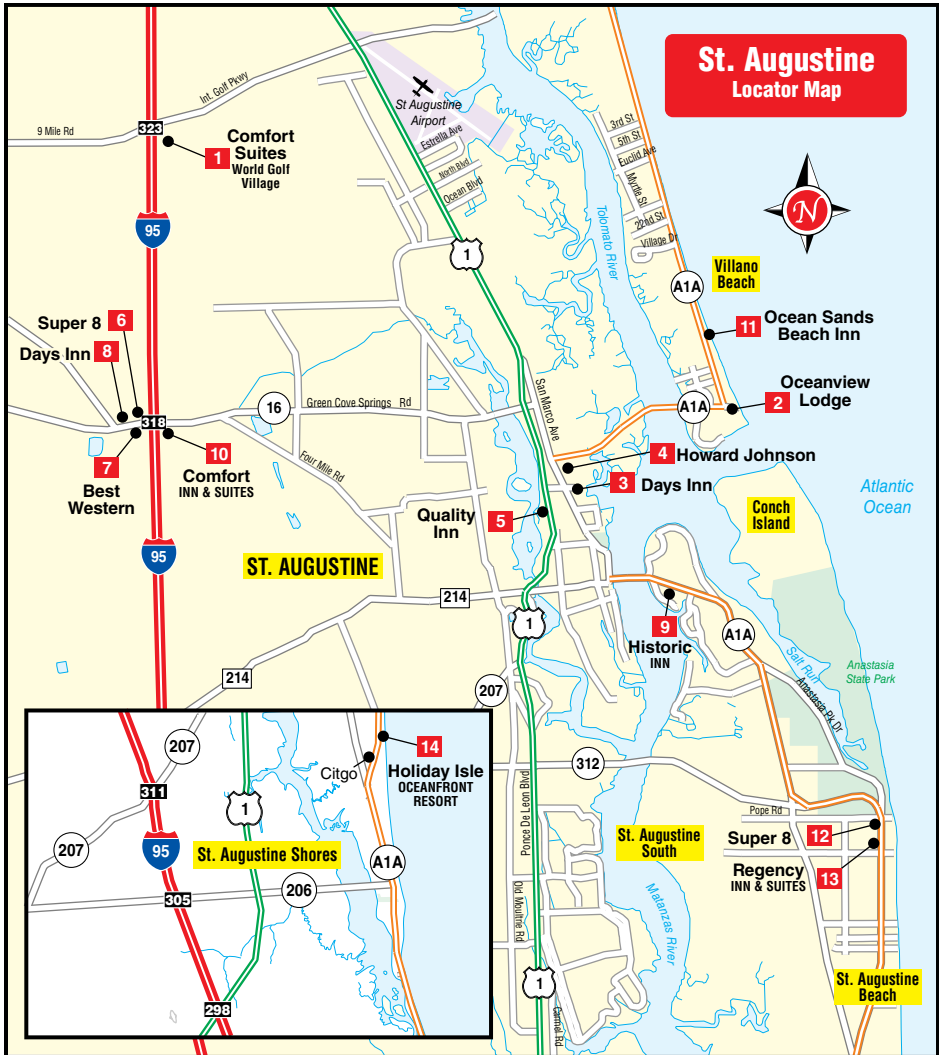 St. Augustine
Locator Map
Int. Golf Pkwy
St Augustine
Airport
9 Mile Rd
323
Comfort
Suites
World Golf
Village
1
Estrella Ave
North Blvd
Ocean Blvd
3rd St
5th St
Euclid Ave
Myrtle St
22nd St
Village Dr
N
95
1
Tolomato River
A1A
Villano
Beach
Super 8
6
Days Inn
8
11
Ocean Sands
Beach Inn
16
Green Cove Springs Rd
San Marco Ave
A1A
2
Oceanview
Lodge
318
7
Best
Western
10
Comfort
INN & SUITES
Four Mile Rd
4
Howard Johnson
3
Days Inn
Quality
Inn
5
Conch
Island
Atlantic
Ocean
95
ST. AUGUSTINE
214
1
9
Historic
INN
A1A
Salt Run
Anastasia
State Park
Anastasia Pk Dr
214
207
312
Ponce De Leon Blvd
Pope Rd
St. Augustine
South
Super 8
12
Regency
INN & SUITES
13
Old Moultrie Rd
Matanzas River
St. Augustine
Beach
1
Carmel Rd
207
311
14
Holiday Isle
OCEANFRONT
RESORT
Citgo
1
207
95
St. Augustine Shores
A1A
305
206
298